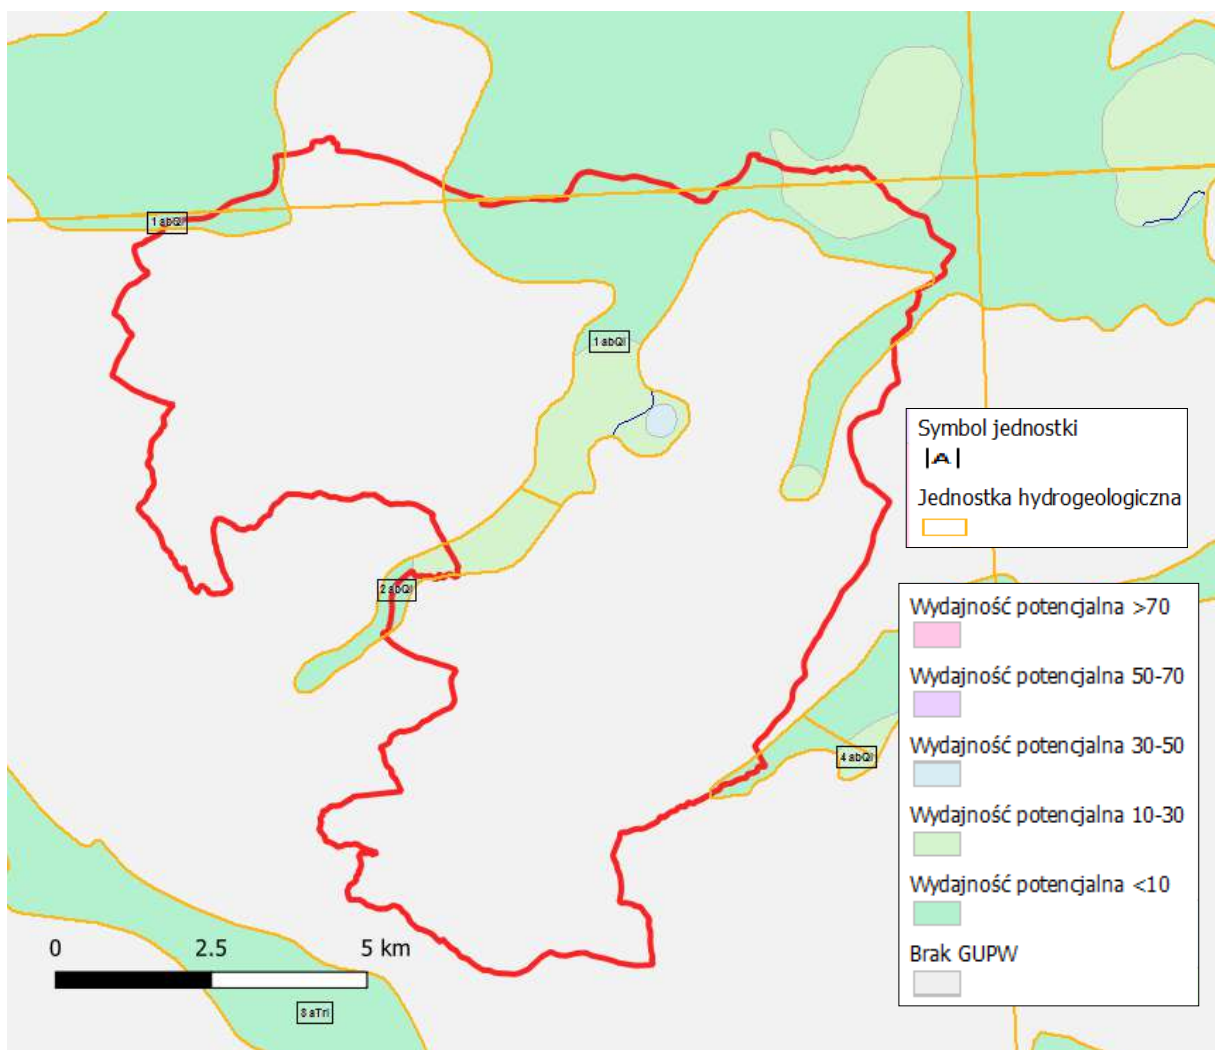 1 abQI
1 abQI
Symbol jednostki
|A|
Jednostka hydrogeologiczna
2 abQI
Wydajność potencjalna >70
Wydajność potencjalna 50-70
Wydajność potencjalna 30-50
4 abQI
Wydajność potencjalna 10-30
Wydajność potencjalna <10
Brak GUPW
0 2.5 5 km
8 aTrI